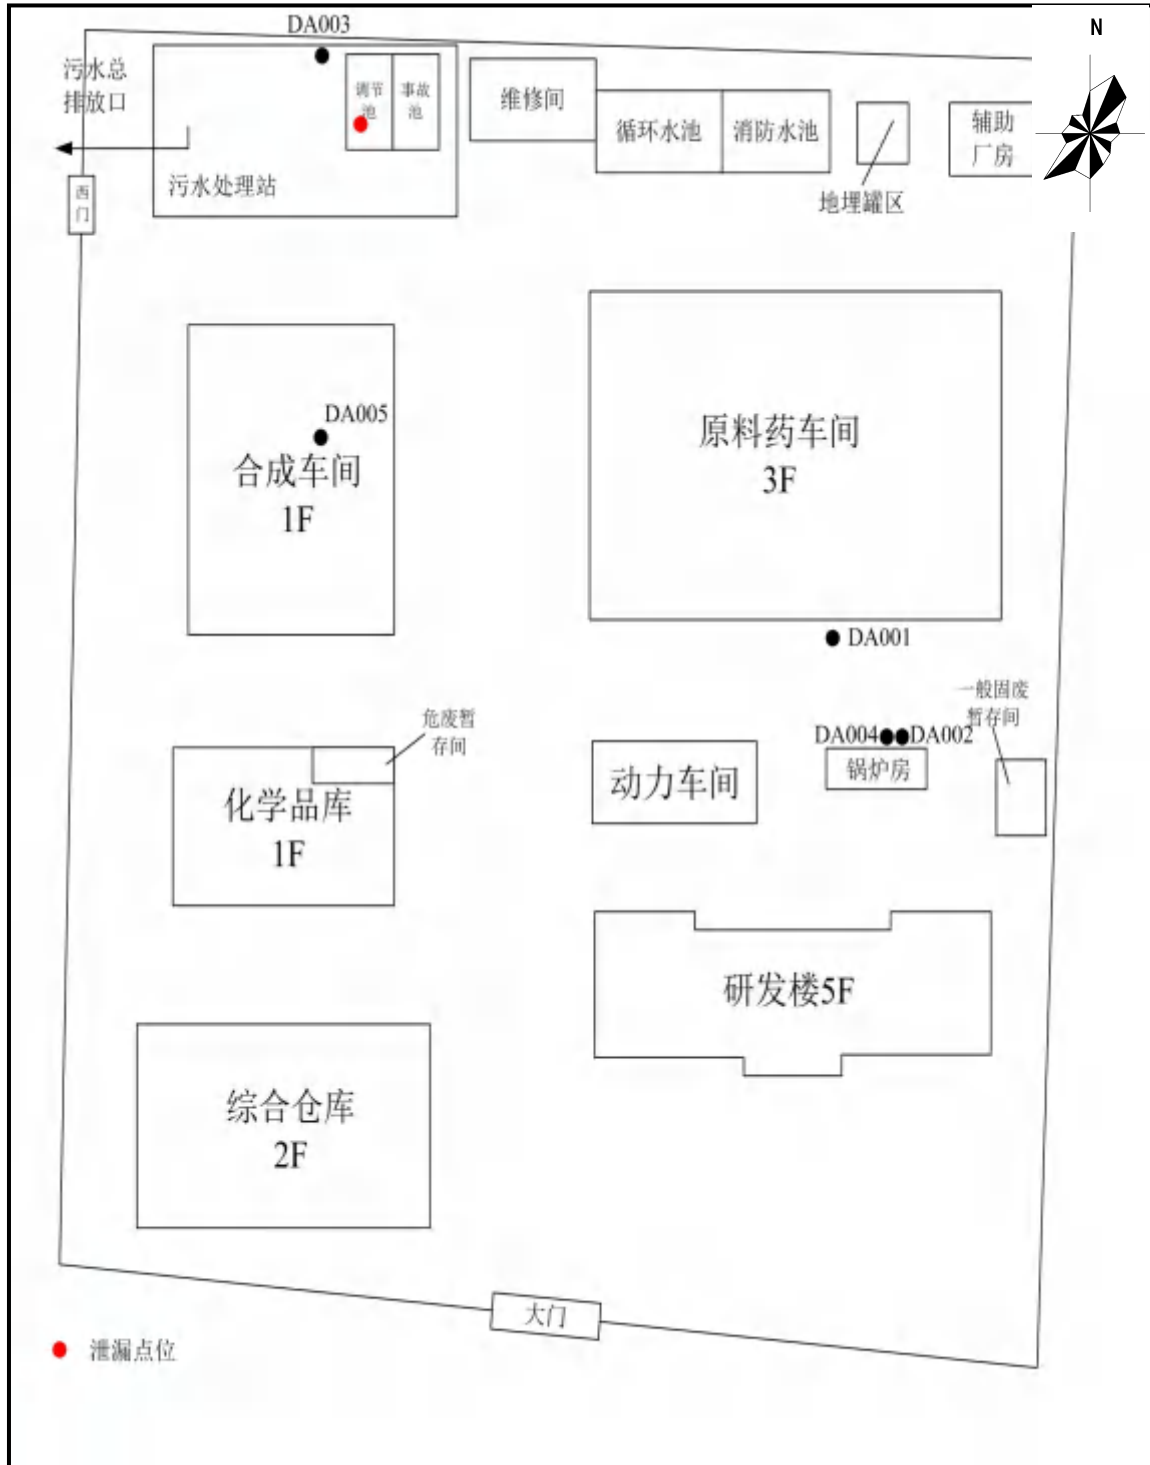 DA003
N
污水总
排放口
调节
池
事故
池
维修间
循环水池
消防水池
辅助
厂房
污水处理站
西
门
地埋罐区
DA005
合成车间
1F
原料药车间
3F
DA001
一般固废
暂存间
危废暂
存间
DA004
DA002
锅炉房
动力车间
化学品库
1F
研发楼5F
综合仓库
2F
大门
泄漏点位